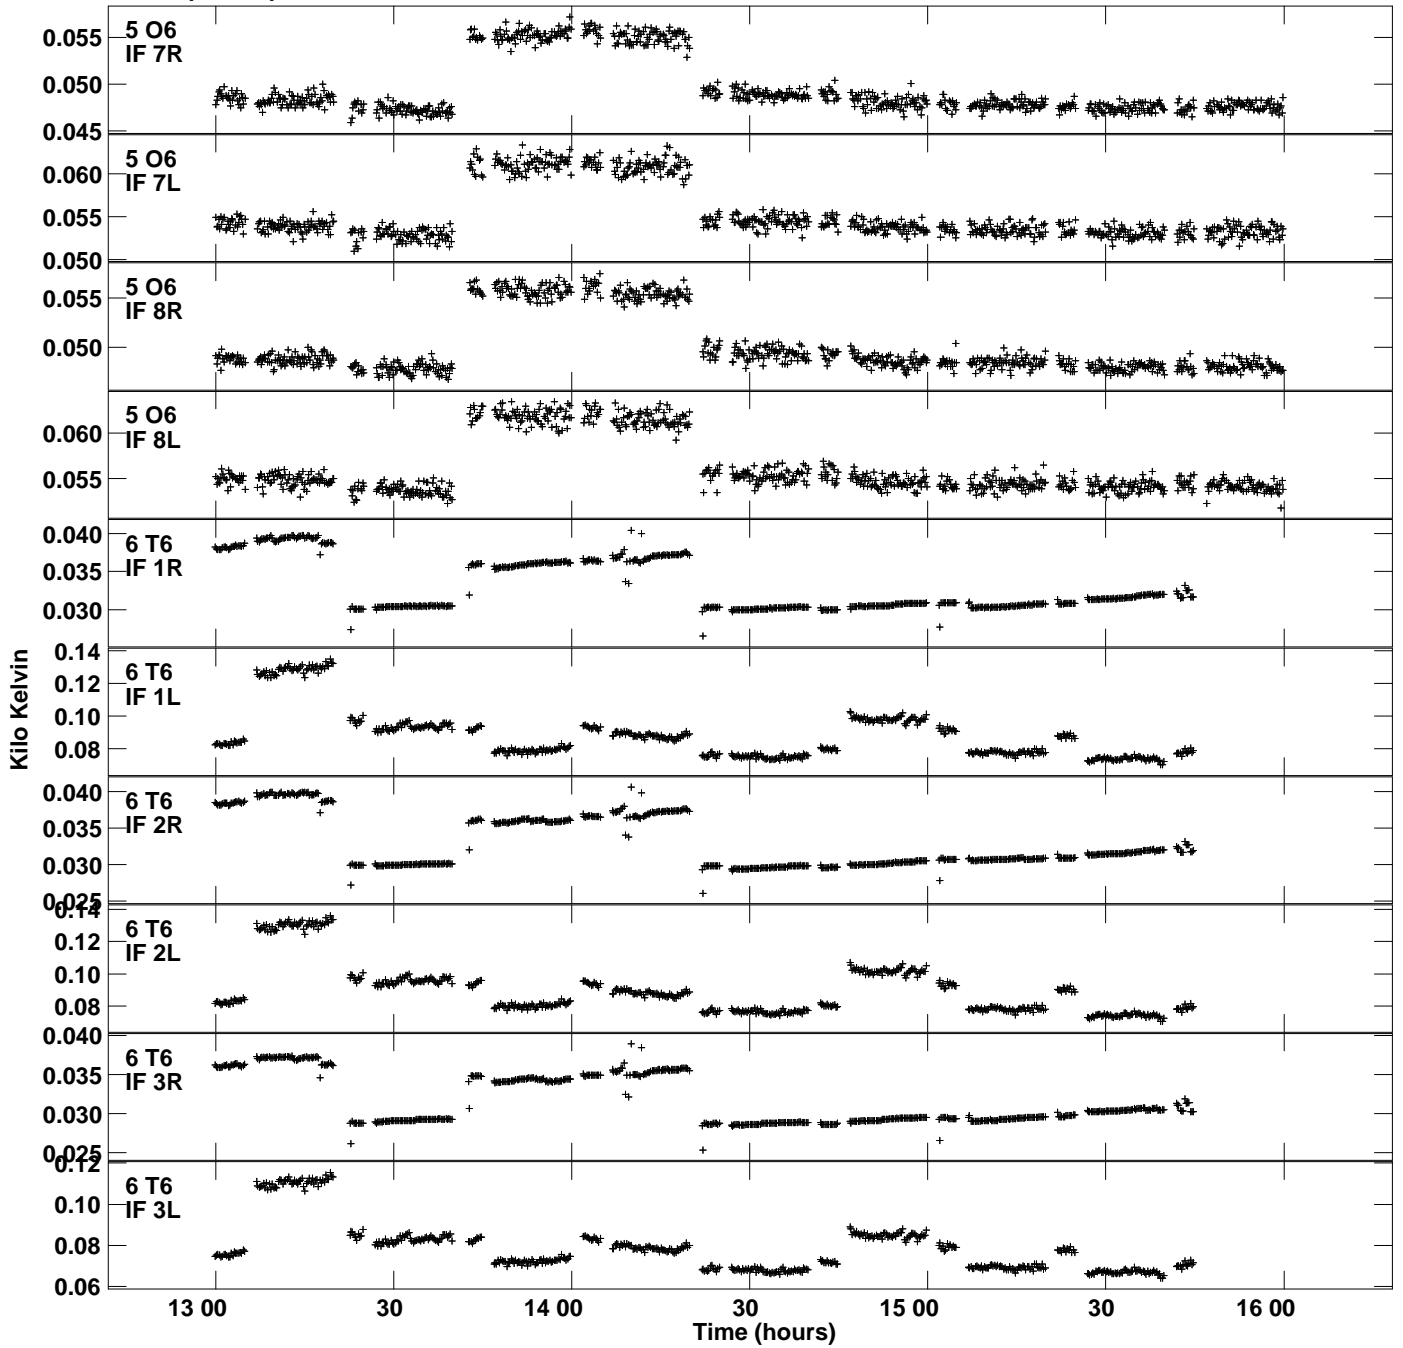 5 O6
IF 7R
0.055
0.050
0.045
5 O6
IF 7L
0.060
0.055
0.050
5 O6
IF 8R
0.055
0.050
5 O6
IF 8L
0.060
0.055
6 T6
IF 1R
0.040
0.035
0.030
6 T6
IF 1L
0.14
0.12
0.10
0.08
6 T6
IF 2R
0.040
0.035
0.030
0.025
6 T6
IF 2L
0.14
0.12
0.10
0.08
6 T6
IF 3R
0.040
0.035
0.030
0.025
6 T6
IF 3L
0.12
0.10
0.08
0.06
Kilo Kelvin
13 00
30
14 00
30
15 00
30
16 00
Time (hours)